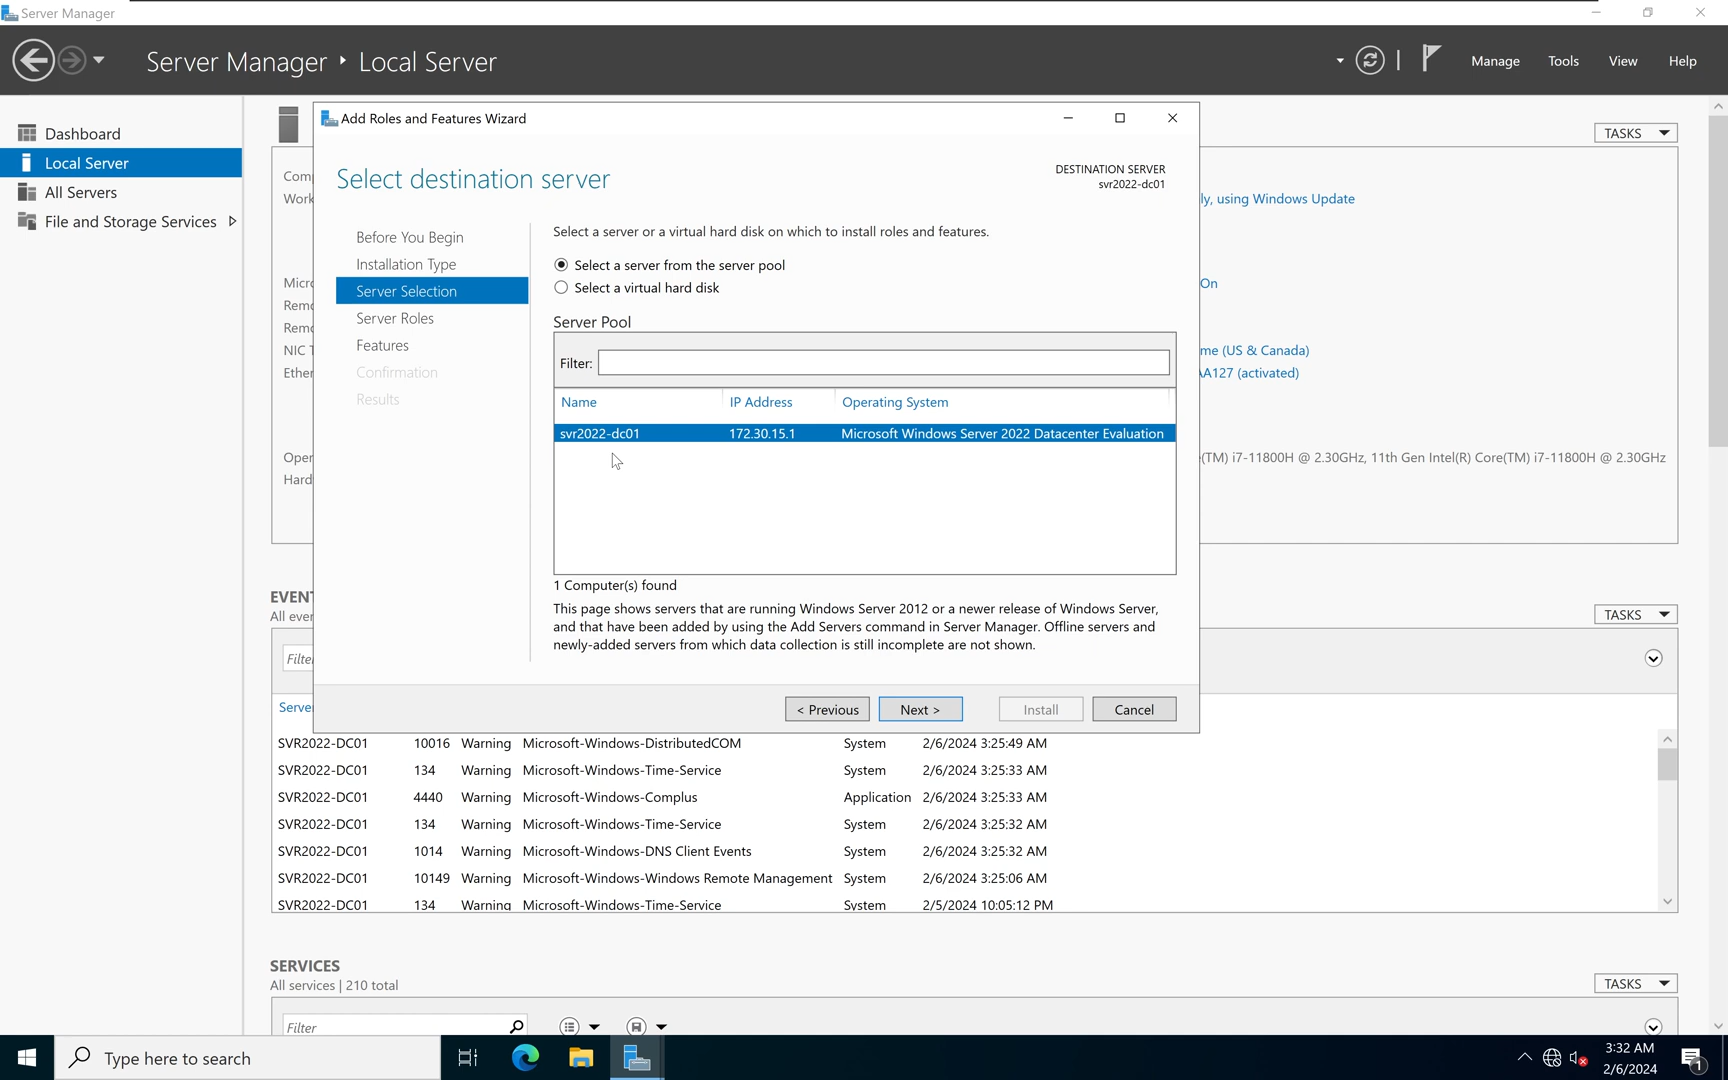 Server Manager
Server Manager ‣ Local Server
Manage Tools View Help
Dashboard
Local Server
All Servers
File and Storage Services
TASKS
Add Roles and Features Wizard
Select destination server
DESTINATION SERVER
svr2022-dc01
Before You Begin
Installation Type
Server Selection
Server Roles
Features
Confirmation
Results
Select a server or a virtual hard disk on which to install roles and features.
Select a server from the server pool
Select a virtual hard disk
Server Pool
Filter:
Name IP Address Operating System
svr2022-dc01 172.30.15.1 Microsoft Windows Server 2022 Datacenter Evaluation
1 Computer(s) found
This page shows servers that are running Windows Server 2012 or a newer release of Windows Server,
and that have been added by using the Add Servers command in Server Manager. Offline servers and
newly-added servers from which data collection is still incomplete are not shown.
< Previous Next > Install Cancel
Comp
Work
Micro
NIC
Ether
Oper
Hard
ly, using Windows Update
On
me (US & Canada)
A127 (activated)
(TM) i7-11800H @ 2.30GHz, 11th Gen Intel(R) Core(TM) i7-11800H @ 2.30GHz
EVENT
All ever
TASKS
Filte
Serve
SVR2022-DC01 10016 Warning Microsoft-Windows-DistributedCOM System 2/6/2024 3:25:49 AM
SVR2022-DC01 134 Warning Microsoft-Windows-Time-Service System 2/6/2024 3:25:33 AM
SVR2022-DC01 4440 Warning Microsoft-Windows-Complus Application 2/6/2024 3:25:33 AM
SVR2022-DC01 134 Warning Microsoft-Windows-Time-Service System 2/6/2024 3:25:32 AM
SVR2022-DC01 1014 Warning Microsoft-Windows-DNS Client Events System 2/6/2024 3:25:32 AM
SVR2022-DC01 10149 Warning Microsoft-Windows-Windows Remote Management System 2/6/2024 3:25:06 AM
SVR2022-DC01 134 Warning Microsoft-Windows-Time-Service System 2/5/2024 10:05:12 PM
SERVICES
All services | 210 total
TASKS
Filter
Type here to search
3:32 AM
2/6/2024
1